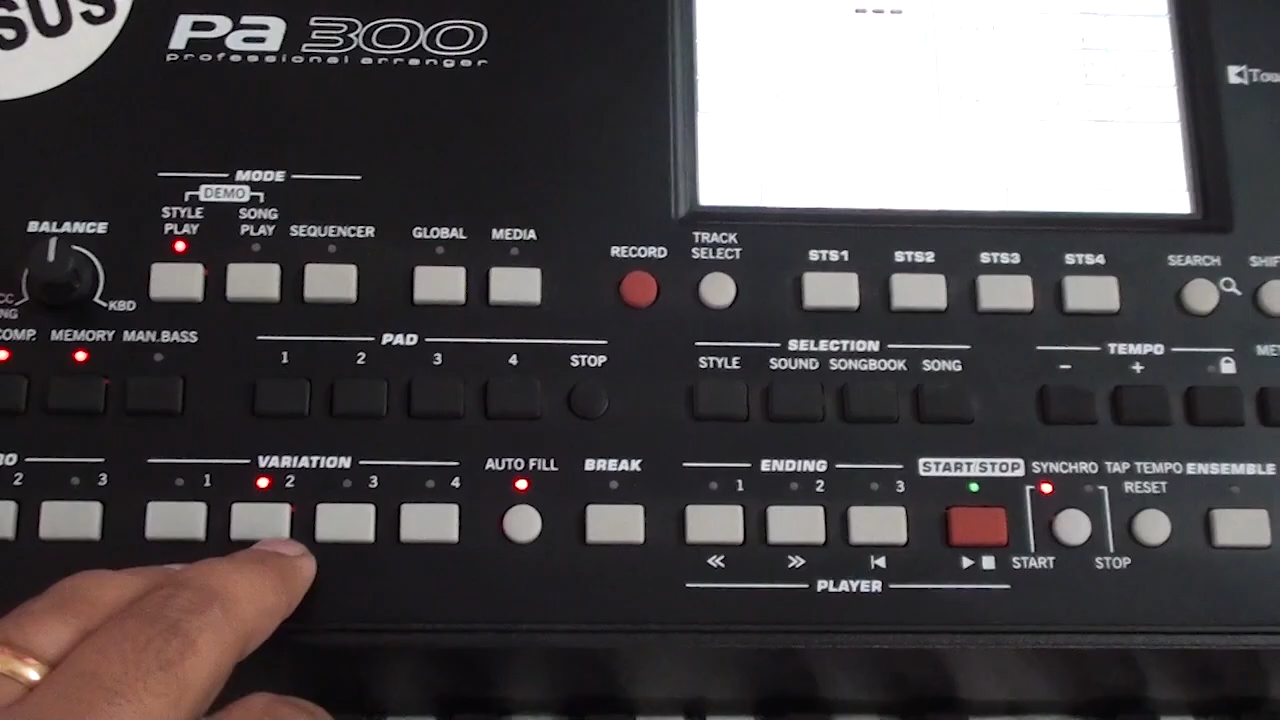 SUS
Pa 300
professional arranger
MODE
DEMO
STYLE PLAY
SONG PLAY
SEQUENCER
GLOBAL
MEDIA
BALANCE
KBD
RECORD
TRACK SELECT
STS1
STS2
STS3
STS4
SEARCH
MEMORY
MAN.BASS
PAD
1
2
3
4
STOP
SELECTION
STYLE
SOUND
SONGBOOK
SONG
TEMPO
-
+
VARIATION
2
3
1
2
3
4
AUTO FILL
BREAK
ENDING
1
2
3
START/STOP
SYNCHRO
TAP TEMPO
RESET
ENSEMBLE
START
STOP
PLAYER